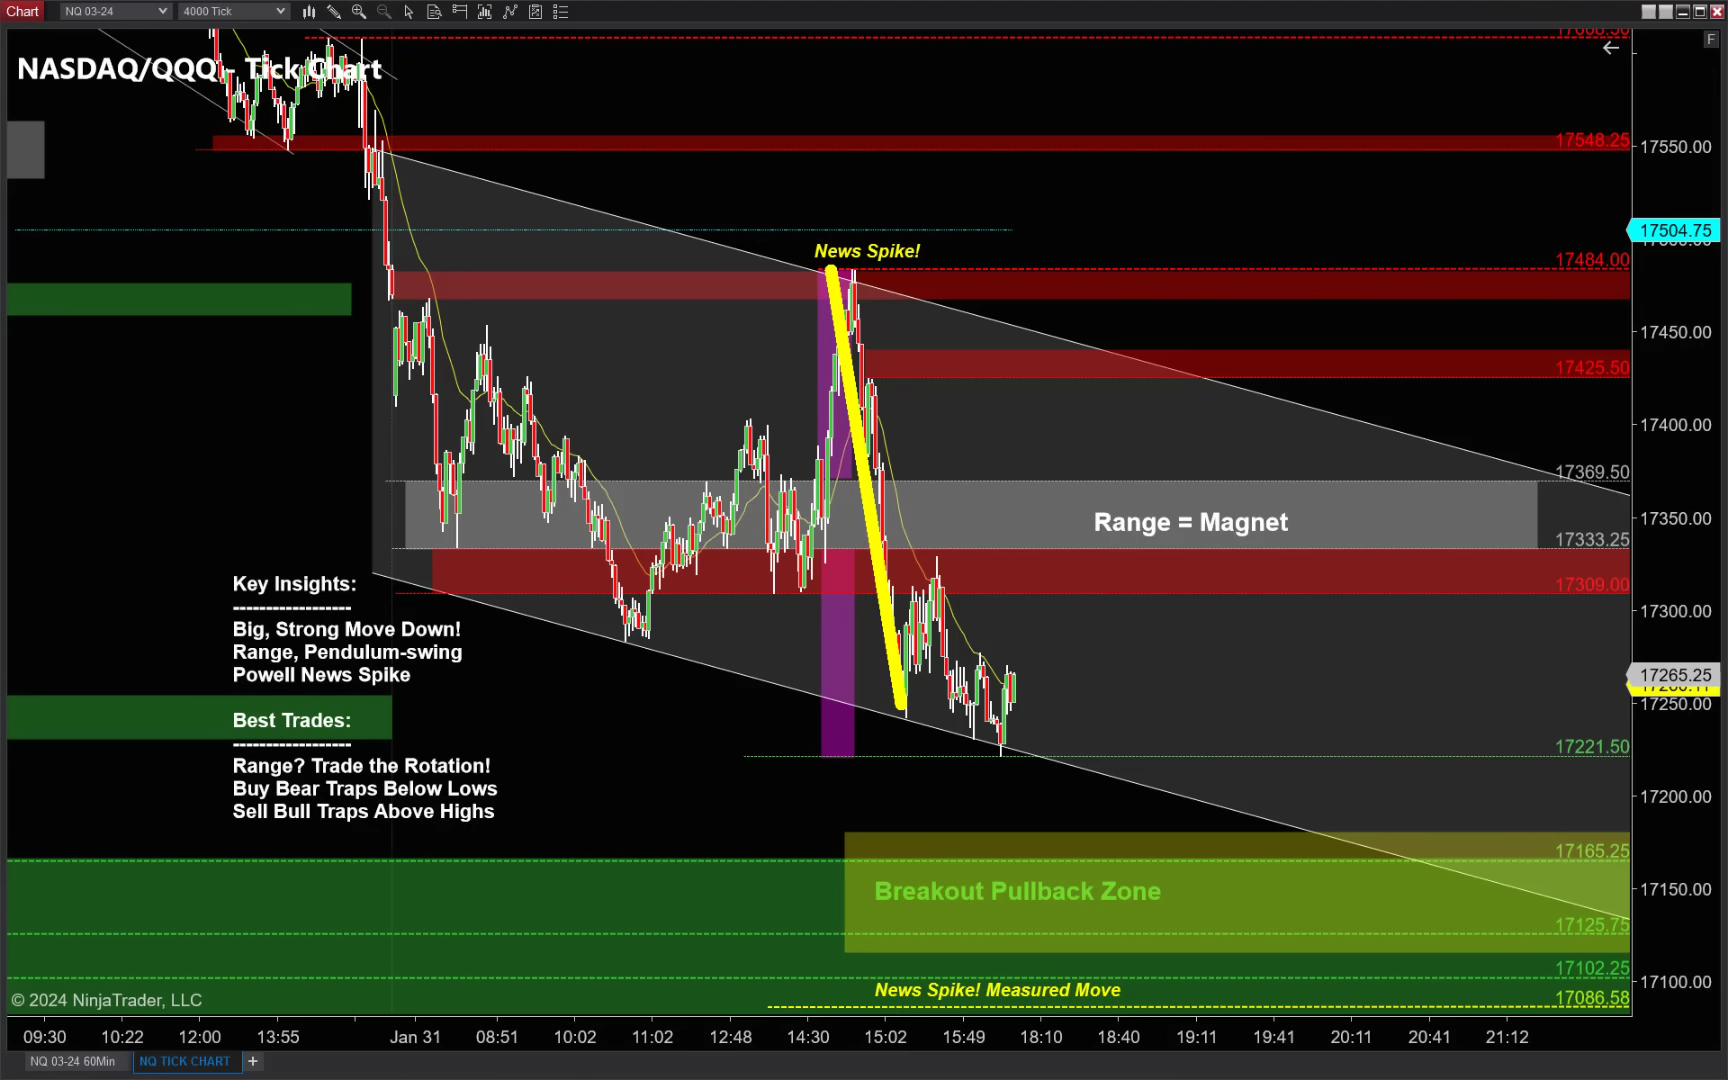 Chart
NQ 03-24
4000 Tick
F
NASDAQ/QQQ - Tick Chart
17548.25
17550.00
17504.75
News Spike!
17484.00
17450.00
17425.50
17400.00
17369.50
Range = Magnet
17350.00
17333.25
17309.00
17300.00
Key Insights:
------------------
Big, Strong Move Down!
Range, Pendulum-swing
Powell News Spike
17265.25
17250.00
Best Trades:
------------------
17221.50
Range? Trade the Rotation!
Buy Bear Traps Below Lows
Sell Bull Traps Above Highs
17200.00
17165.25
Breakout Pullback Zone
17150.00
17125.75
17102.25
17100.00
News Spike! Measured Move
17086.58
© 2024 NinjaTrader, LLC
09:30 10:22 12:00 13:55 Jan 31 08:51 10:02 11:02 12:48 14:30 15:02 15:49 18:10 18:40 19:11 19:41 20:11 20:41 21:12
NQ 03-24 60Min
NQ TICK CHART
+